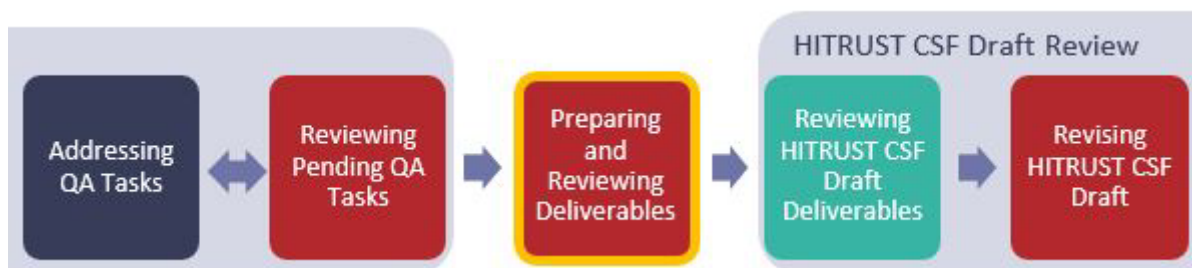 HITRUST CSF Draft Review
Addressing
QA Tasks
Reviewing
Pending QA
Tasks
Preparing
and
Reviewing
Deliverables
Reviewing
HITRUST CSF
Draft
Deliverables
Revising
HITRUST CSF
Draft